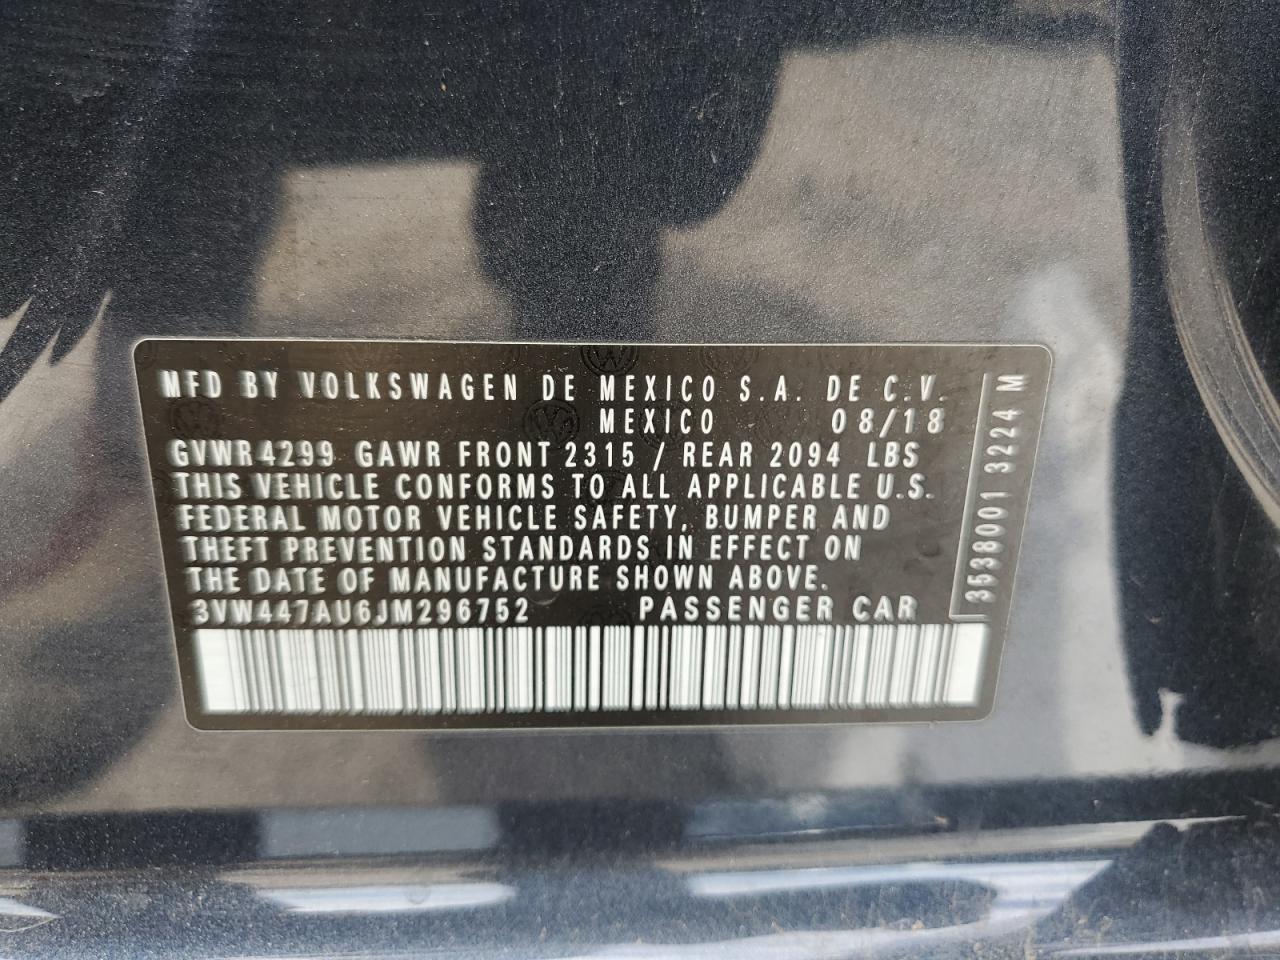 MFD BY VOLKSWAGEN DE MEXICO S.A. DE C.V.
MEXICO 08/18
GVWR 4299 GAWR FRONT 2315 / REAR 2094 LBS
THIS VEHICLE CONFORMS TO ALL APPLICABLE U.S.
FEDERAL MOTOR VEHICLE SAFETY, BUMPER AND
THEFT PREVENTION STANDARDS IN EFFECT ON
THE DATE OF MANUFACTURE SHOWN ABOVE.
3VW447AU6JM296752 PASSENGER CAR
3538001 3224 M